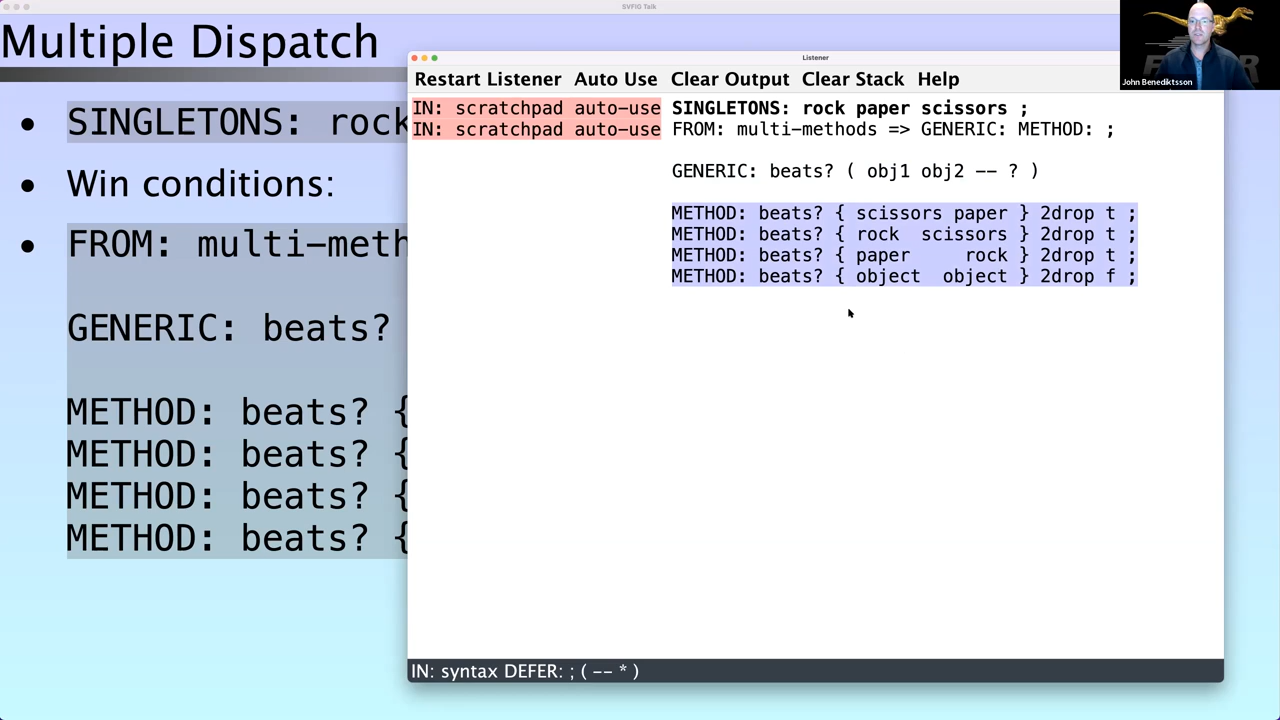 SVFIG Talk
Multiple Dispatch
• SINGLETONS: rock
• Win conditions:
• FROM: multi-meth
GENERIC: beats?
METHOD: beats? {
METHOD: beats? {
METHOD: beats? {
METHOD: beats? {
Listener
Restart Listener Auto Use Clear Output Clear Stack Help
IN: scratchpad auto-use SINGLETONS: rock paper scissors ;
IN: scratchpad auto-use FROM: multi-methods => GENERIC: METHOD: ;
GENERIC: beats? ( obj1 obj2 -- ? )
METHOD: beats? { scissors paper } 2drop t ;
METHOD: beats? { rock scissors } 2drop t ;
METHOD: beats? { paper rock } 2drop t ;
METHOD: beats? { object object } 2drop f ;
IN: syntax DEFER: ; ( -- * )
John Benediktsson